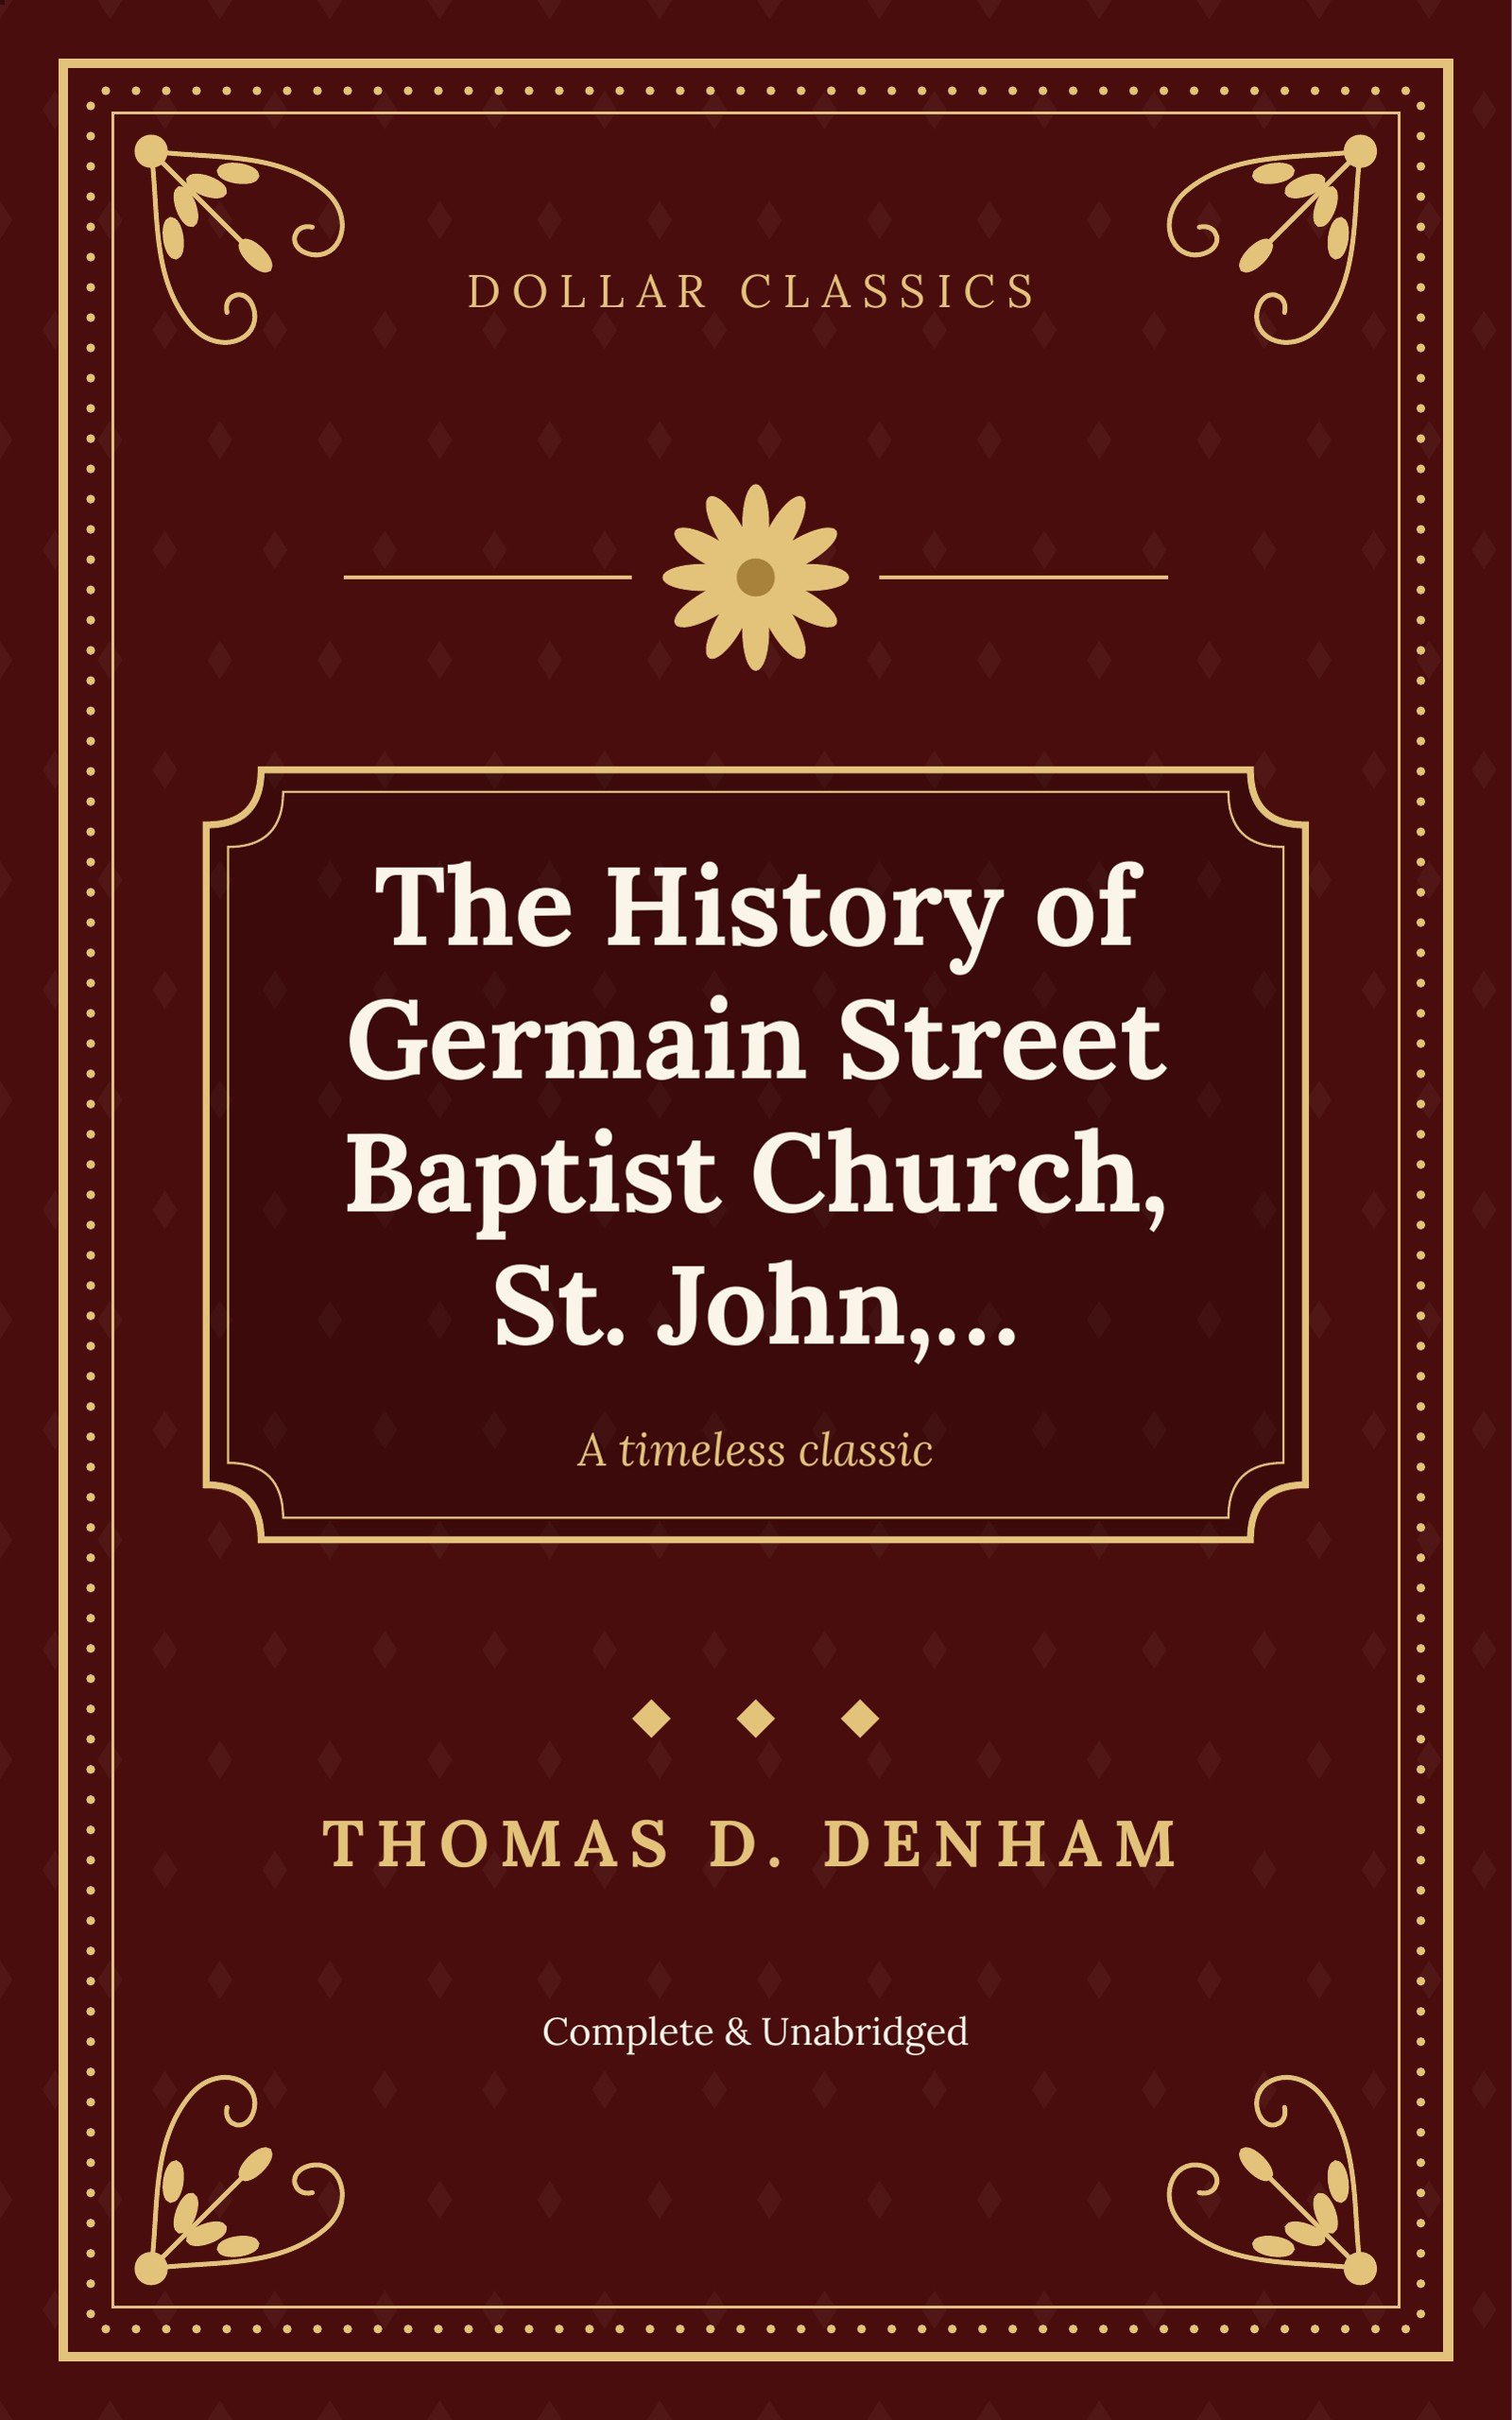 DOLLAR CLASSICS
The History of
Germain Street
Baptist Church,
St. John,...
A timeless classic
THOMAS D. DENHAM
Complete & Unabridged